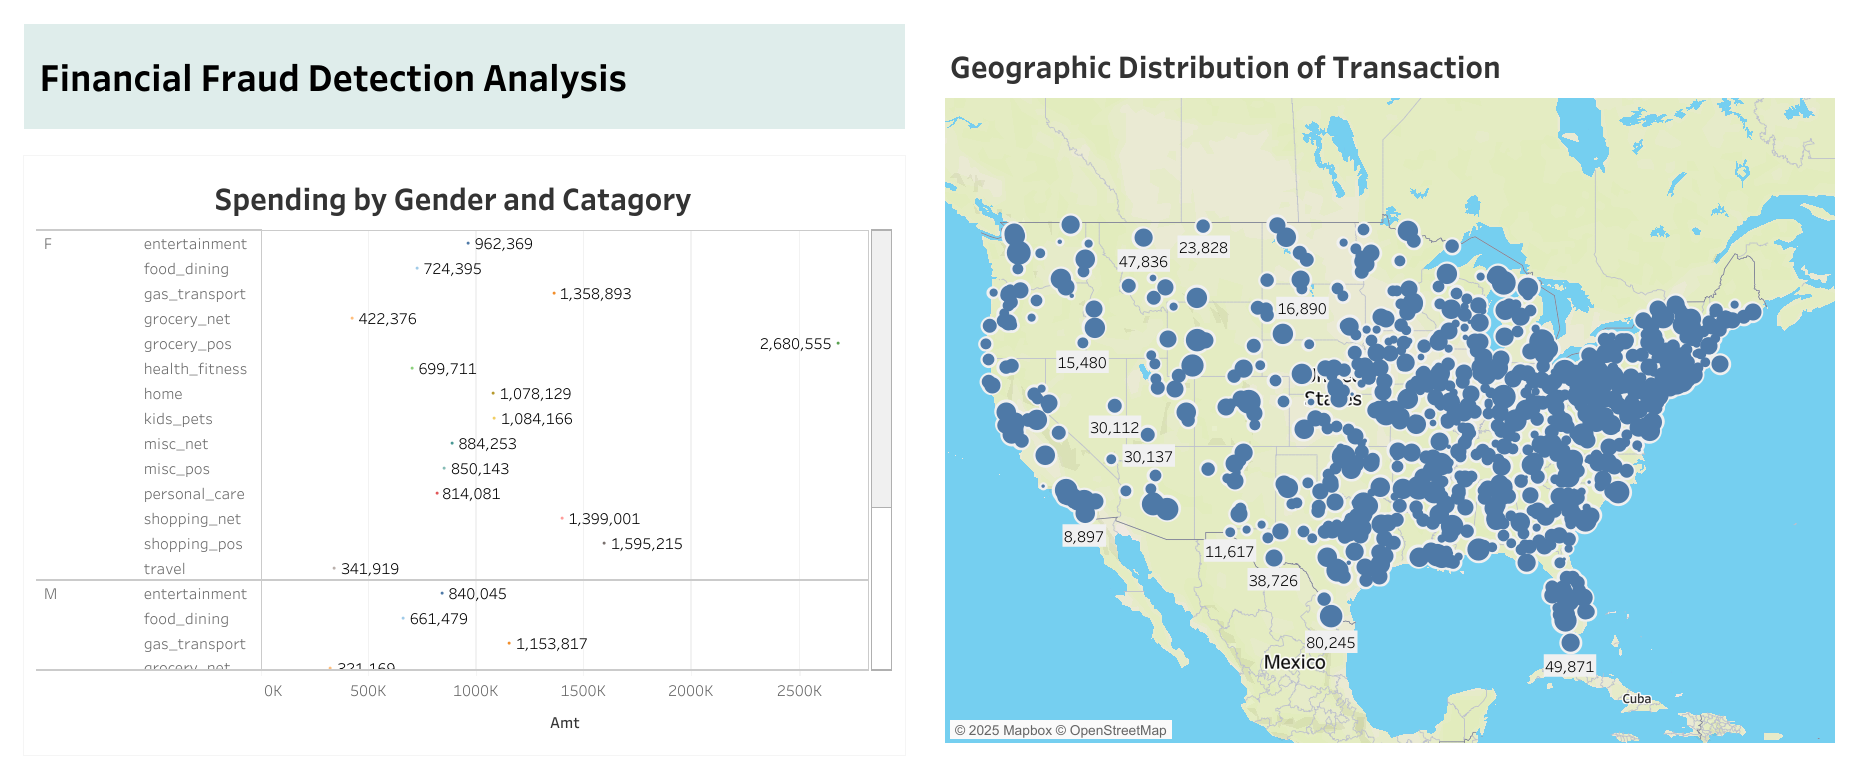 Financial Fraud Detection Analysis
Spending by Gender and Catagory
F
entertainment 962,369
food_dining 724,395
gas_transport 1,358,893
grocery_net 422,376
grocery_pos 2,680,555
health_fitness 699,711
home 1,078,129
kids_pets 1,084,166
misc_net 884,253
misc_pos 850,143
personal_care 814,081
shopping_net 1,399,001
shopping_pos 1,595,215
travel 341,919
M
entertainment 840,045
food_dining 661,479
gas_transport 1,153,817
grocery_net 321,169
0K 500K 1000K 1500K 2000K 2500K
Amt
Geographic Distribution of Transaction
23,828
47,836
16,890
15,480
United
States
30,112
30,137
8,897
11,617
38,726
80,245
Mexico
49,871
Cuba
© 2025 Mapbox © OpenStreetMap